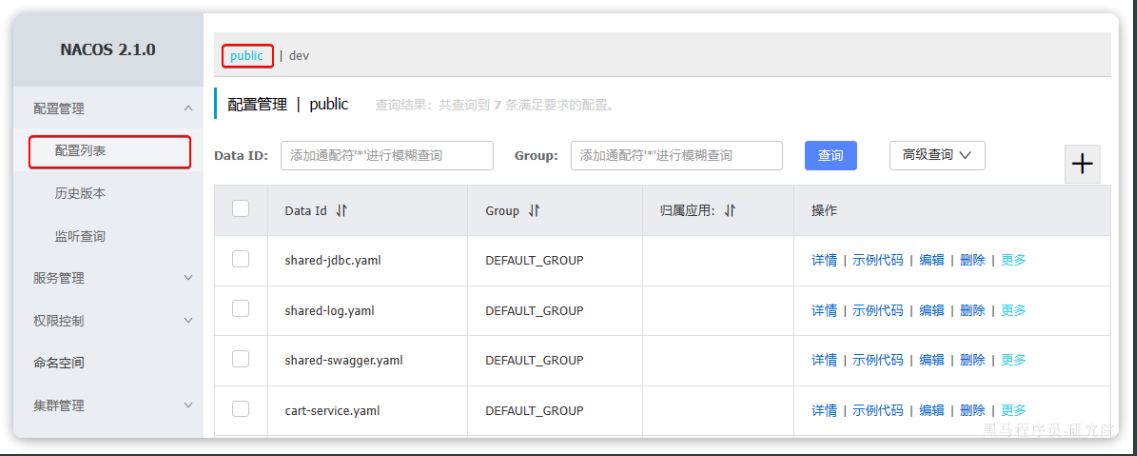 NACOS 2.1.0
public | dev
配置管理
配置管理 | public 查询结果：共查询到 7 条满足要求的配置。
配置列表
Data ID: 添加通配符'*'进行模糊查询 Group: 添加通配符'*'进行模糊查询 查询 高级查询
历史版本
Data Id Group 归属应用: 操作
监听查询
shared-jdbc.yaml DEFAULT_GROUP 详情 | 示例代码 | 编辑 | 删除 | 更多
服务管理
shared-log.yaml DEFAULT_GROUP 详情 | 示例代码 | 编辑 | 删除 | 更多
权限控制
shared-swagger.yaml DEFAULT_GROUP 详情 | 示例代码 | 编辑 | 删除 | 更多
命名空间
cart-service.yaml DEFAULT_GROUP 详情 | 示例代码 | 编辑 | 删除 | 更多
集群管理
黑马程序员-研究院